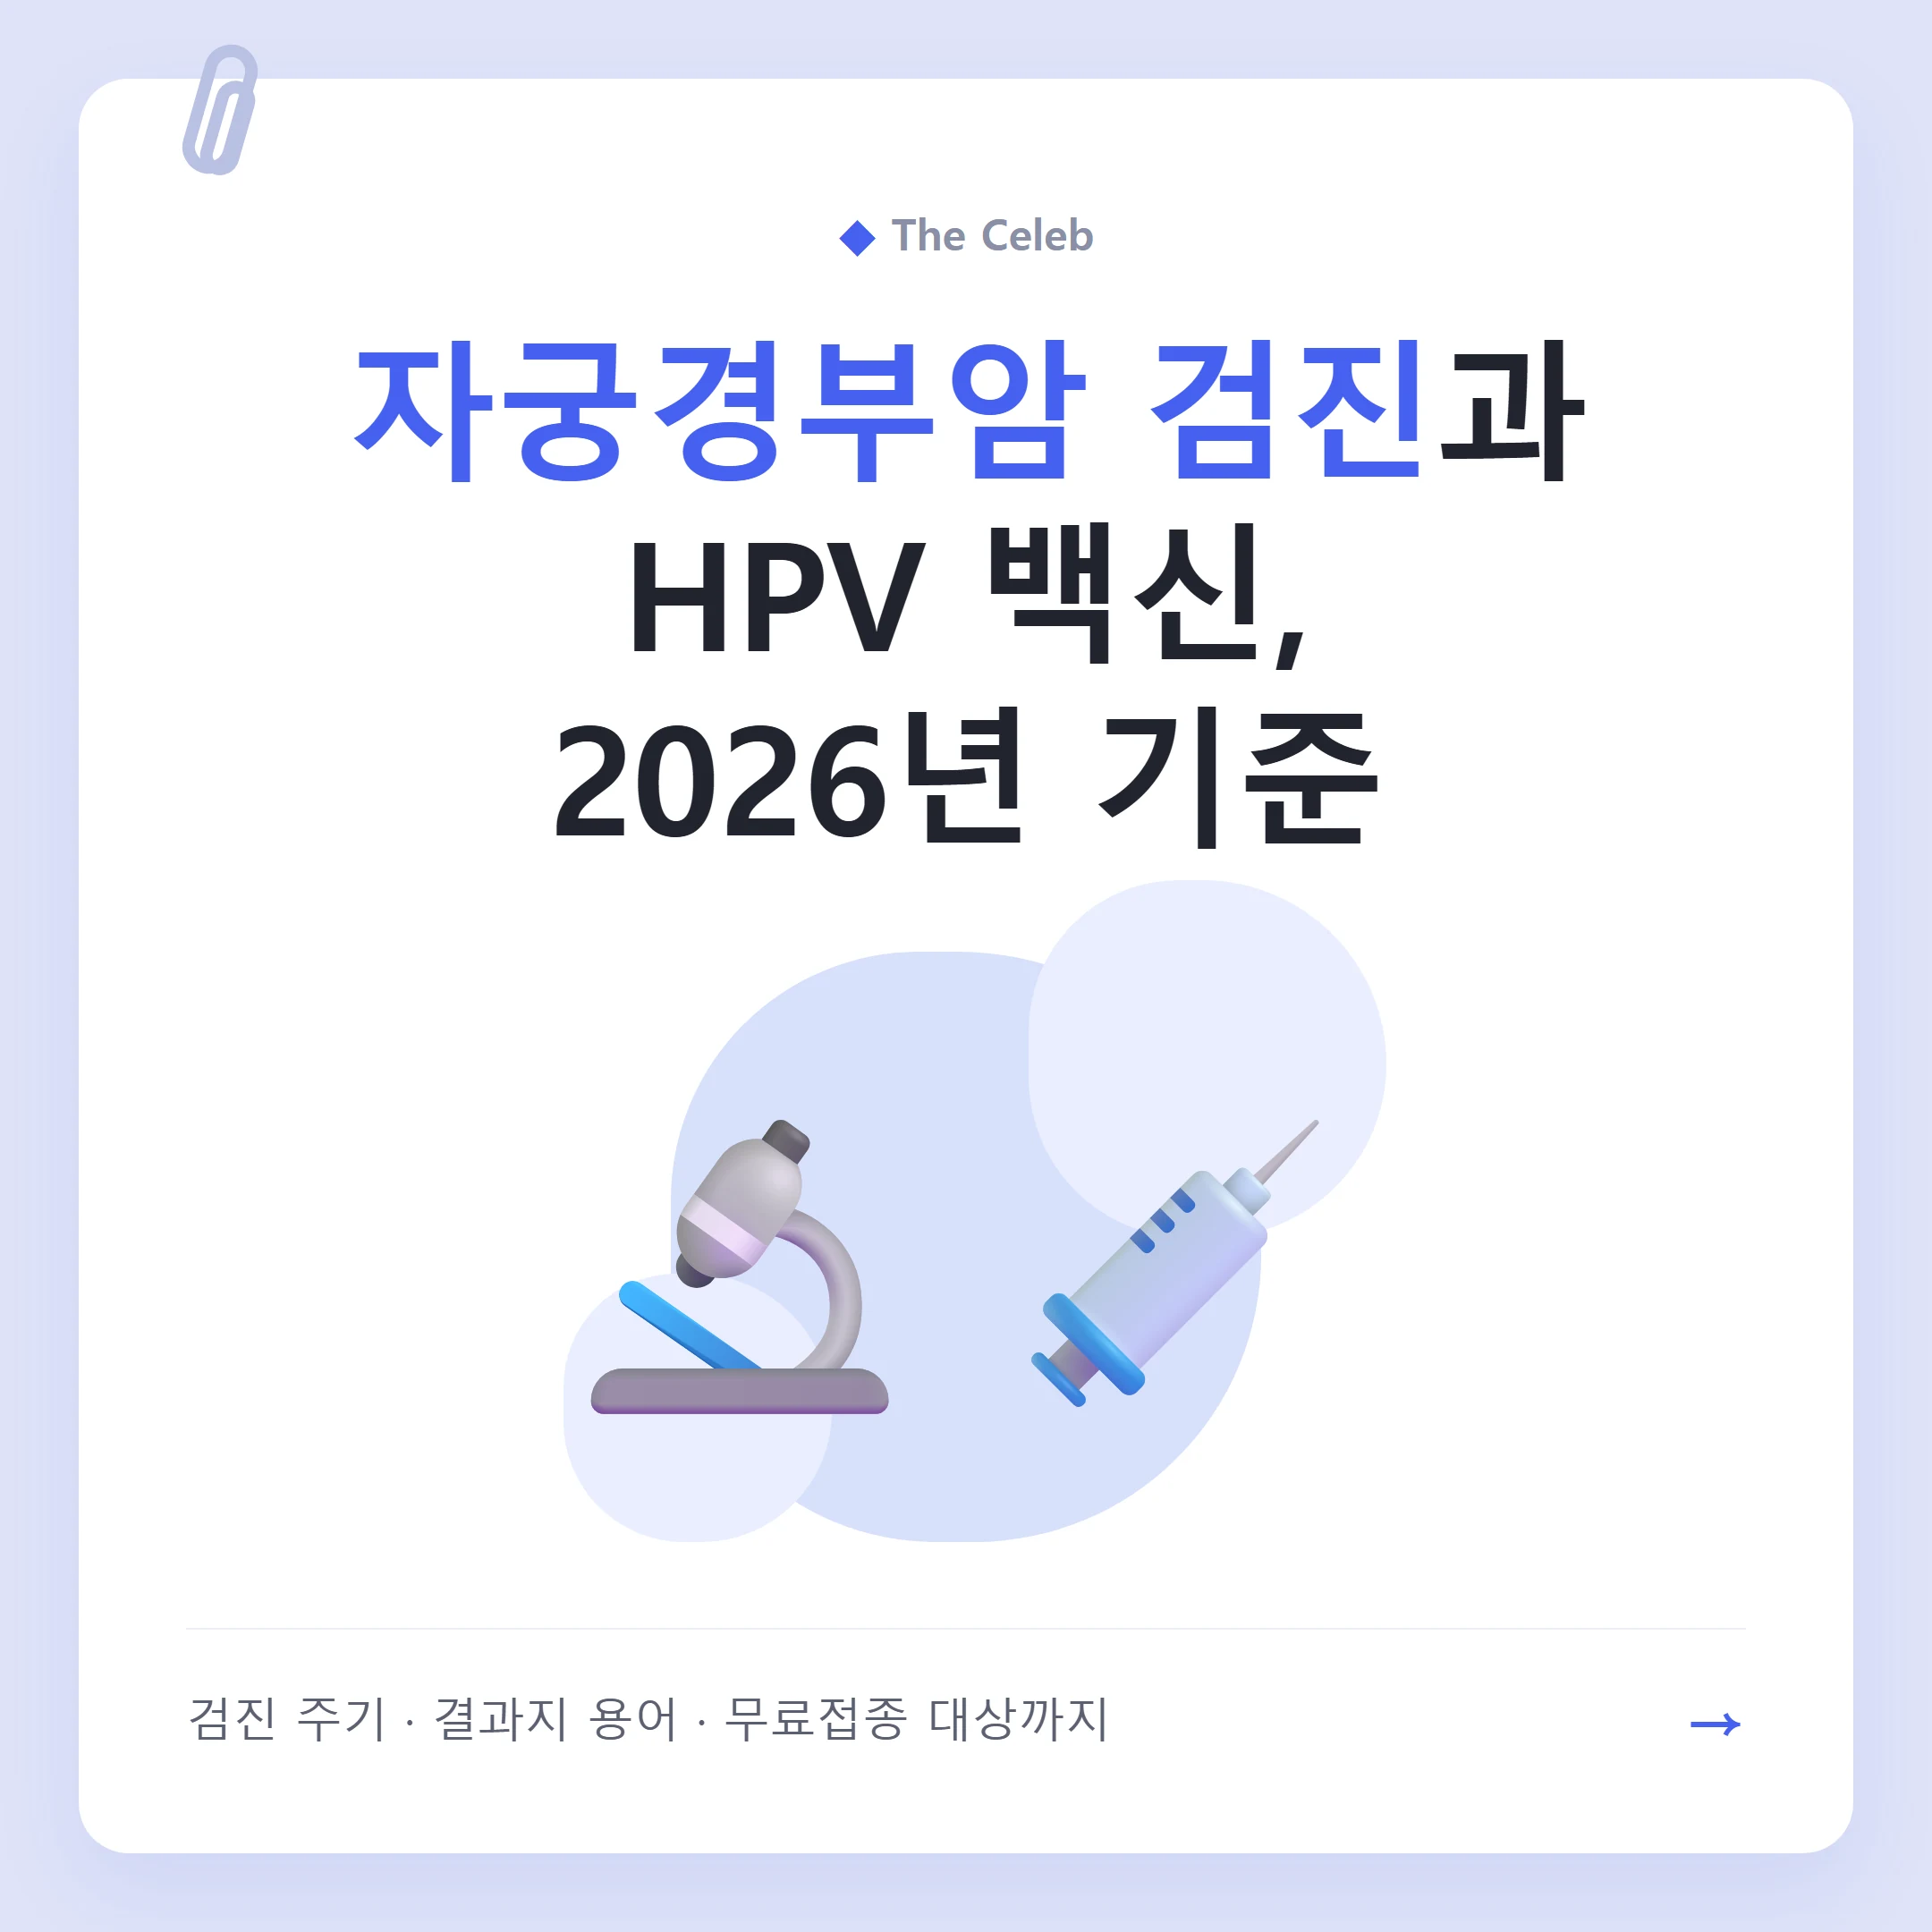 The Celeb
자궁경부암 검진과
HPV 백신,
2026년 기준
검진 주기 · 결과지 용어 · 무료접종 대상까지
→